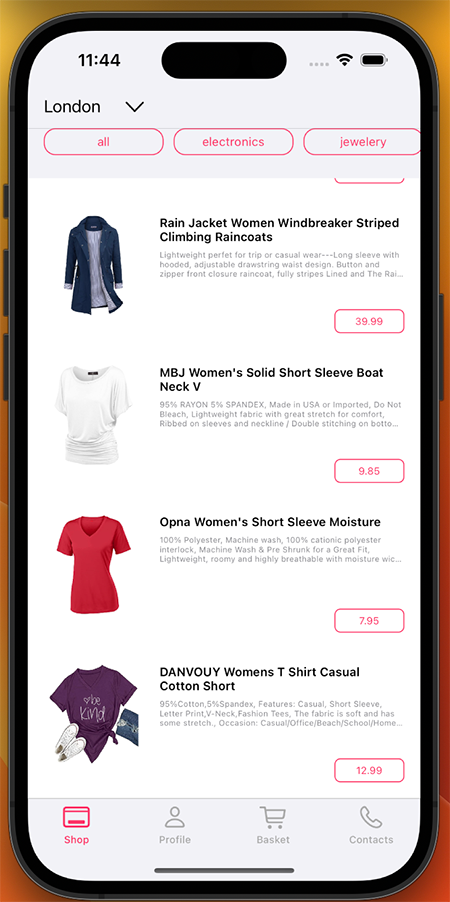 11:44
London
all
electronics
jewelery
Rain Jacket Women Windbreaker Striped
Climbing Raincoats
Lightweight perfet for trip or casual wear---Long sleeve with
hooded, adjustable drawstring waist design. Button and
zipper front closure raincoat, fully stripes Lined and The Rai...
39.99
MBJ Women's Solid Short Sleeve Boat
Neck V
95% RAYON 5% SPANDEX, Made in USA or Imported, Do Not
Bleach, Lightweight fabric with great stretch for comfort,
Ribbed on sleeves and neckline / Double stitching on botto...
9.85
Opna Women's Short Sleeve Moisture
100% Polyester, Machine wash, 100% cationic polyester
interlock, Machine Wash & Pre Shrunk for a Great Fit,
Lightweight, roomy and highly breathable with moisture wic...
7.95
be
Kind
DANVOUY Womens T Shirt Casual
Cotton Short
95%Cotton,5%Spandex, Features: Casual, Short Sleeve,
Letter Print,V-Neck,Fashion Tees, The fabric is soft and has
some stretch., Occasion: Casual/Office/Beach/School/Home...
12.99
Shop
Profile
Basket
Contacts